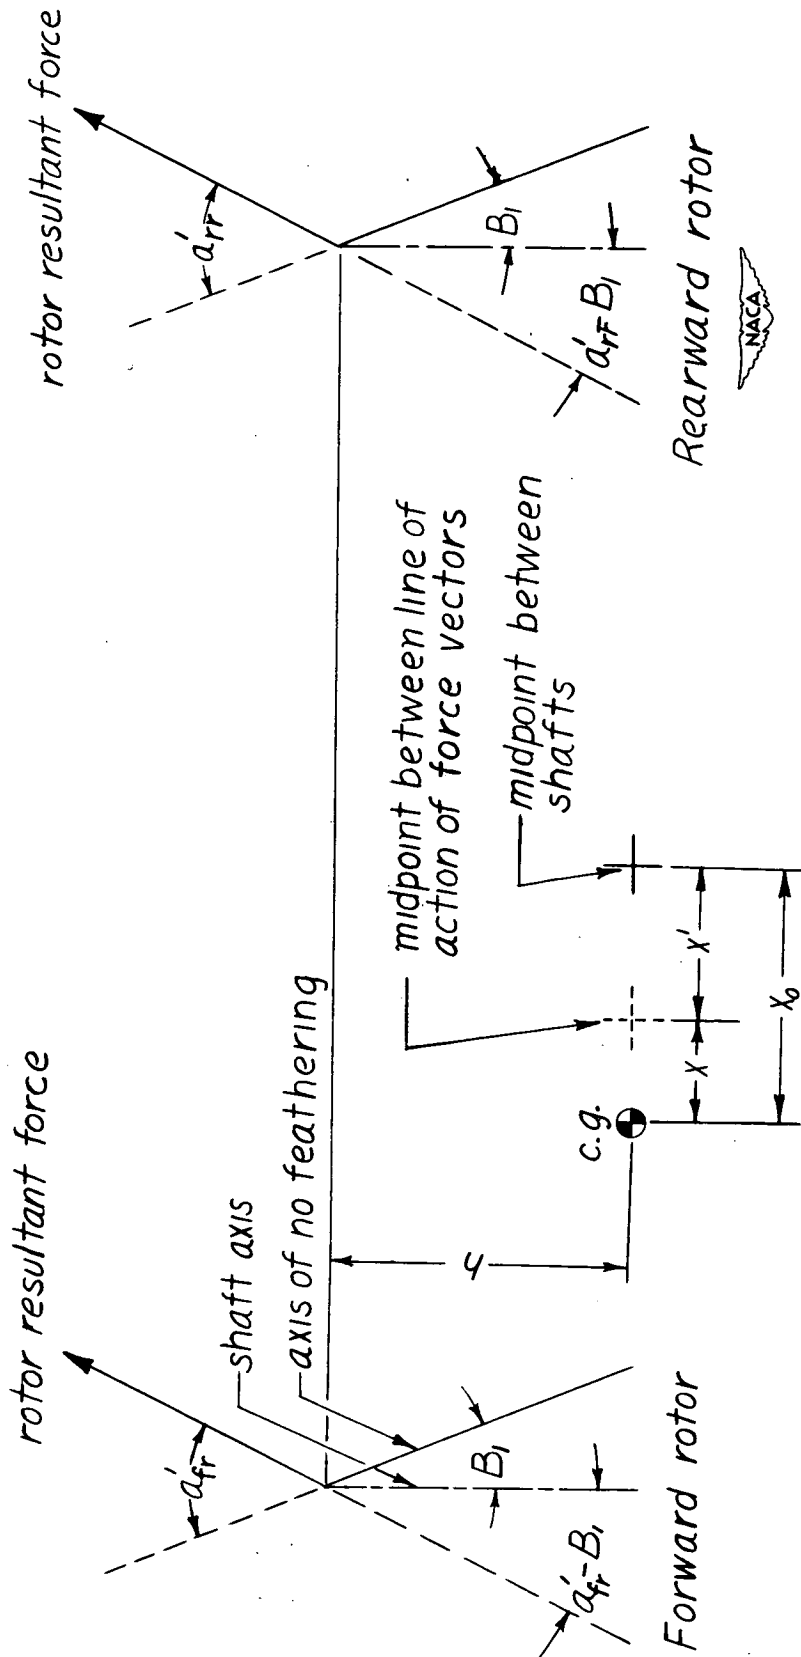 rotor resultant force
rotor resultant force
a'fr
a'rr
shaft axis
axis of no feathering
B1
B1
a'fr-B1
a'rr-B1
y
c.g.
midpoint between line of
action of force vectors
midpoint between
shafts
x
x'
x0
Forward rotor
Rearward rotor
NACA